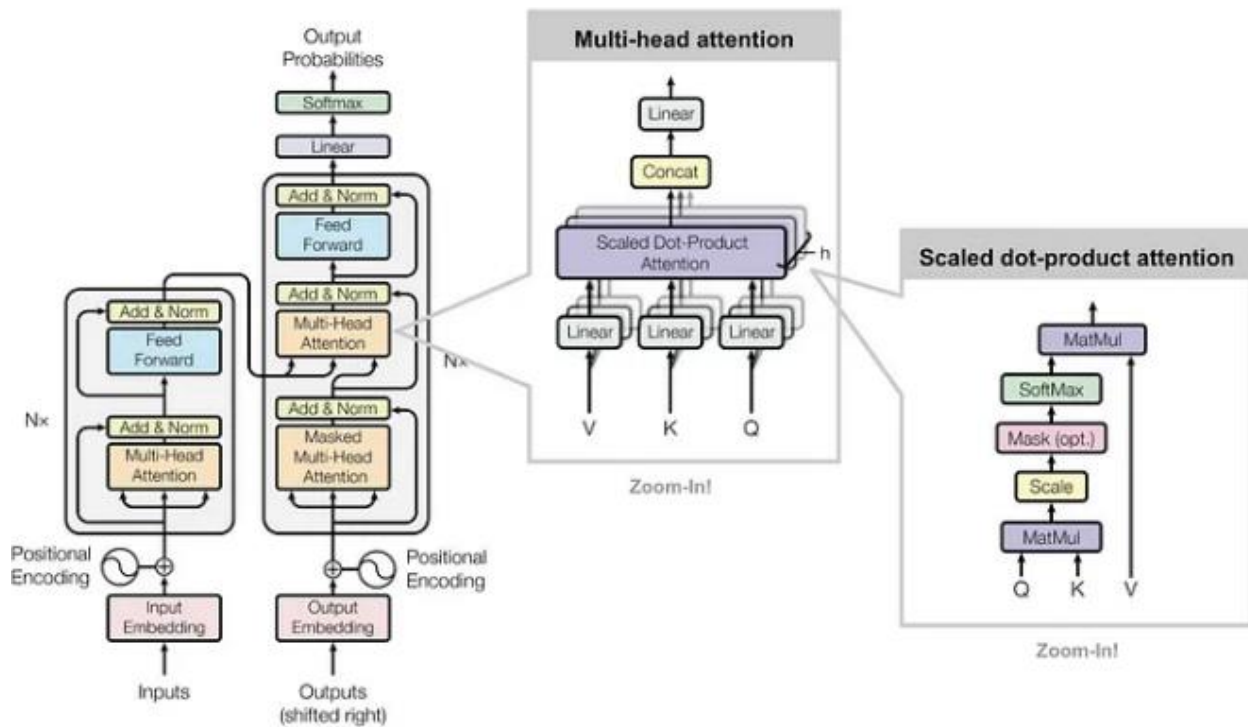 Output
Probabilities
Softmax
Linear
Add & Norm
Feed
Forward
Add & Norm
Multi-Head
Attention
Nx
Add & Norm
Masked
Multi-Head
Attention
Positional
Encoding
Output
Embedding
Outputs
(shifted right)
Add & Norm
Feed
Forward
Nx
Add & Norm
Multi-Head
Attention
Positional
Encoding
Input
Embedding
Inputs
Multi-head attention
Linear
Concat
Scaled Dot-Product
Attention
h
Linear Linear Linear
V K Q
Zoom-In!
Scaled dot-product attention
MatMul
SoftMax
Mask (opt.)
Scale
MatMul
Q K V
Zoom-In!